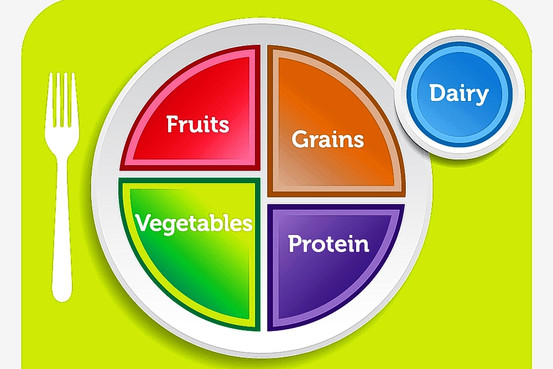 Fruits
Grains
Dairy
Vegetables
Protein